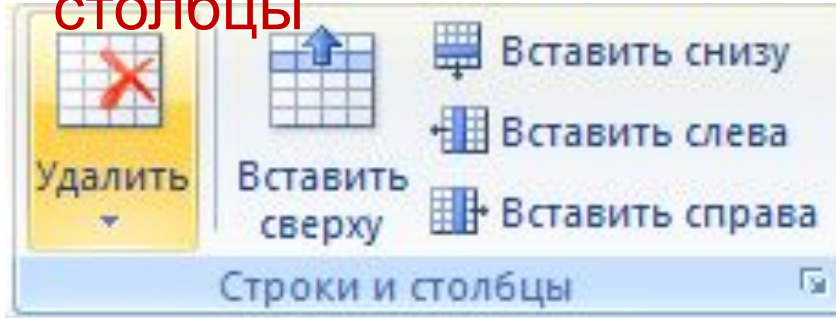 столбцы
Удалить
Вставить сверху
Вставить снизу
Вставить слева
Вставить справа
Строки и столбцы